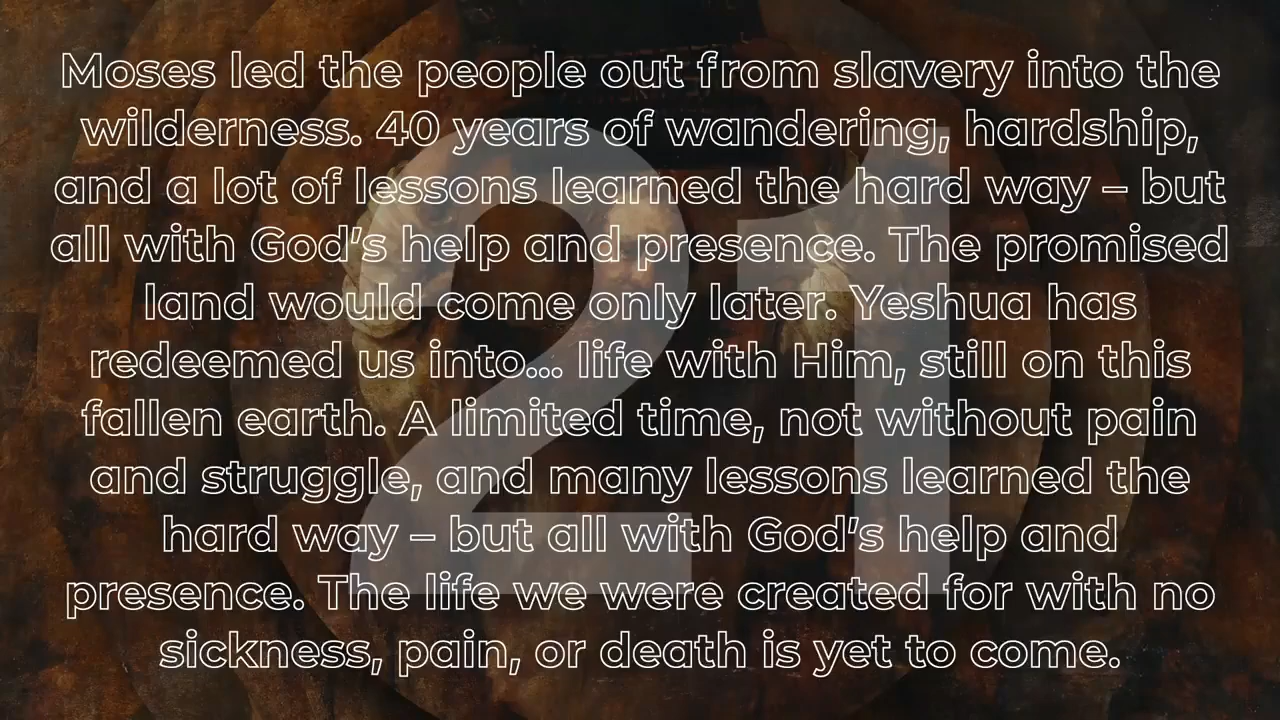 Moses led the people out from slavery into the
wilderness. 40 years of wandering, hardship,
and a lot of lessons learned the hard way – but
all with God's help and presence. The promised
land would come only later. Yeshua has
redeemed us into... life with Him, still on this
fallen earth. A limited time, not without pain
and struggle, and many lessons learned the
hard way – but all with God's help and
presence. The life we were created for with no
sickness, pain, or death is yet to come.
21